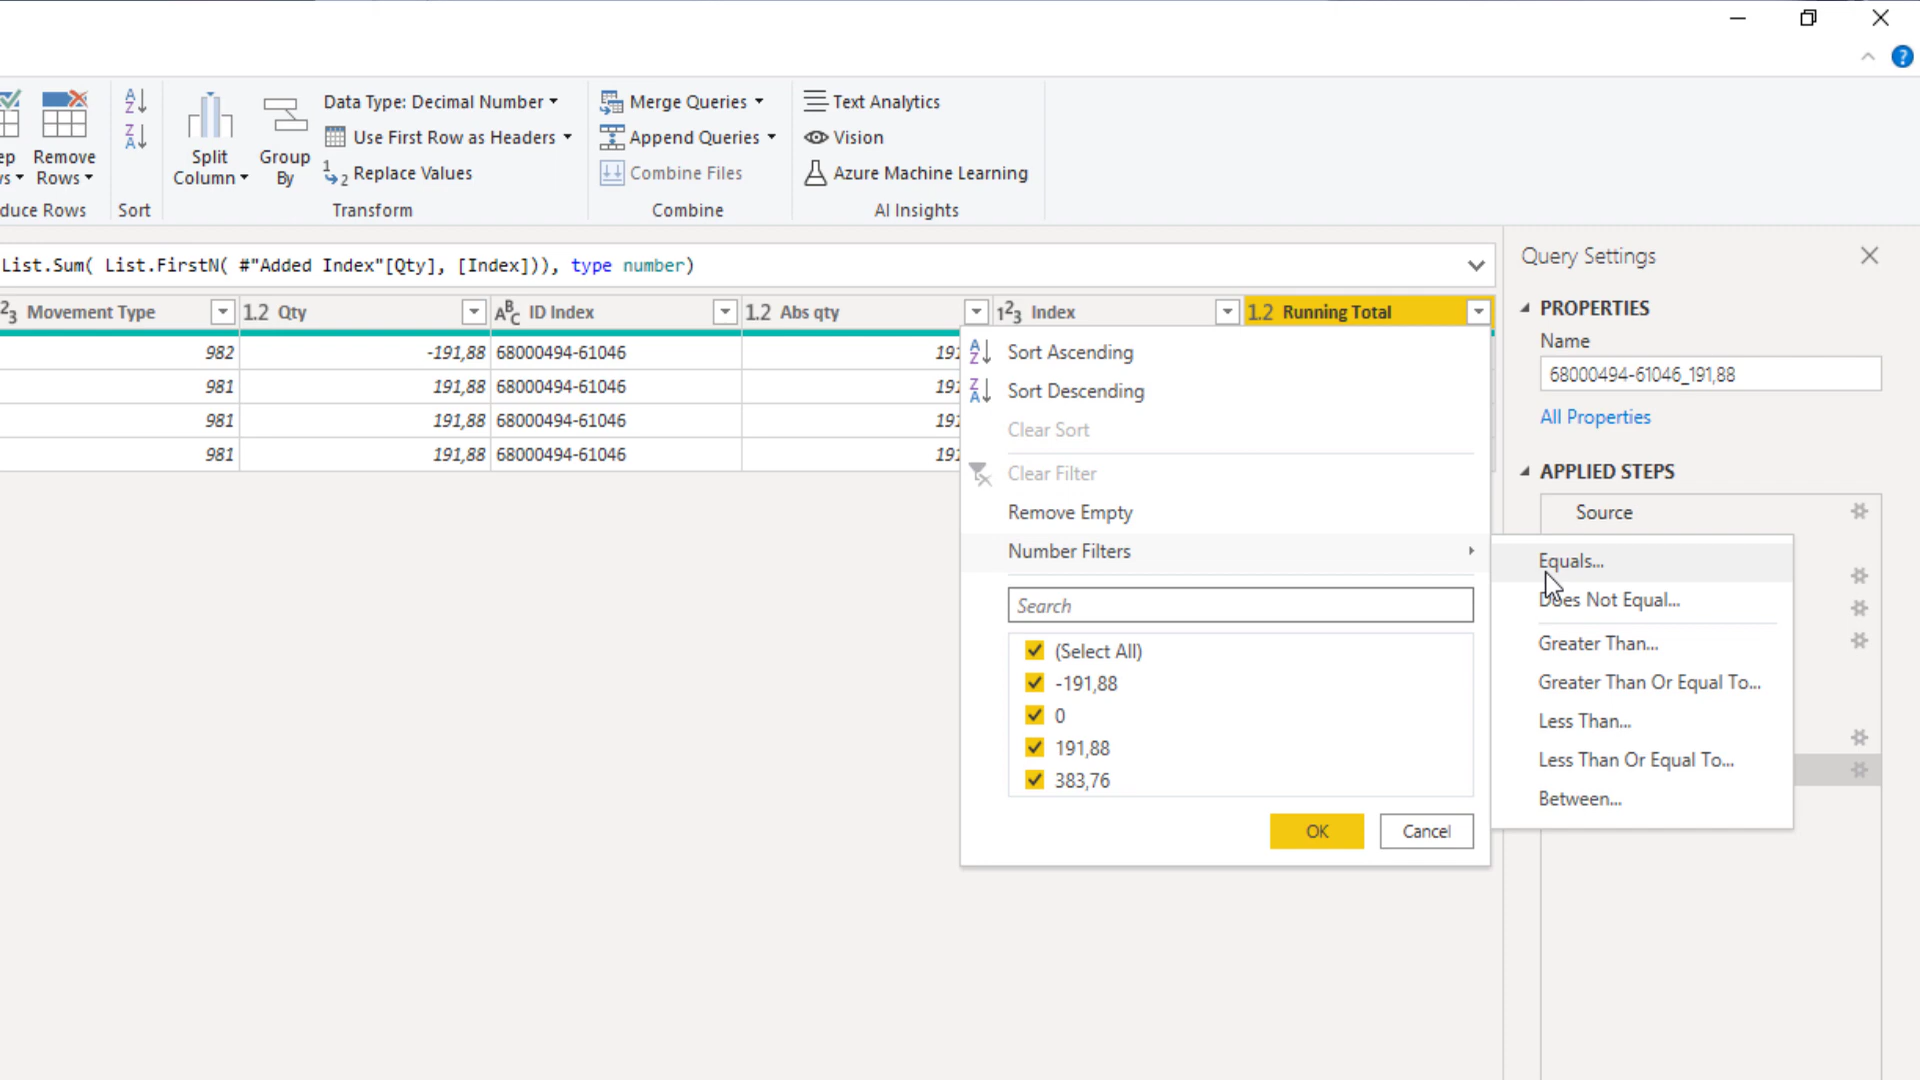 Data Type: Decimal Number
Merge Queries
Text Analytics
Use First Row as Headers
Append Queries
Vision
Remove Rows
Split Column
Group By
Replace Values
Combine Files
Azure Machine Learning
duce Rows
Sort
Transform
Combine
AI Insights
List.Sum( List.FirstN( #"Added Index"[Qty], [Index])), type number)
Movement Type
1.2 Qty
ABC ID Index
1.2 Abs qty
123 Index
1.2 Running Total
982 -191,88 68000494-61046 191
981 191,88 68000494-61046 191
981 191,88 68000494-61046 191
981 191,88 68000494-61046 191
Sort Ascending
Sort Descending
Clear Sort
Clear Filter
Remove Empty
Number Filters
Search
(Select All)
-191,88
0
191,88
383,76
OK
Cancel
Equals...
Does Not Equal...
Greater Than...
Greater Than Or Equal To...
Less Than...
Less Than Or Equal To...
Between...
Query Settings
PROPERTIES
Name
68000494-61046_191,88
All Properties
APPLIED STEPS
Source